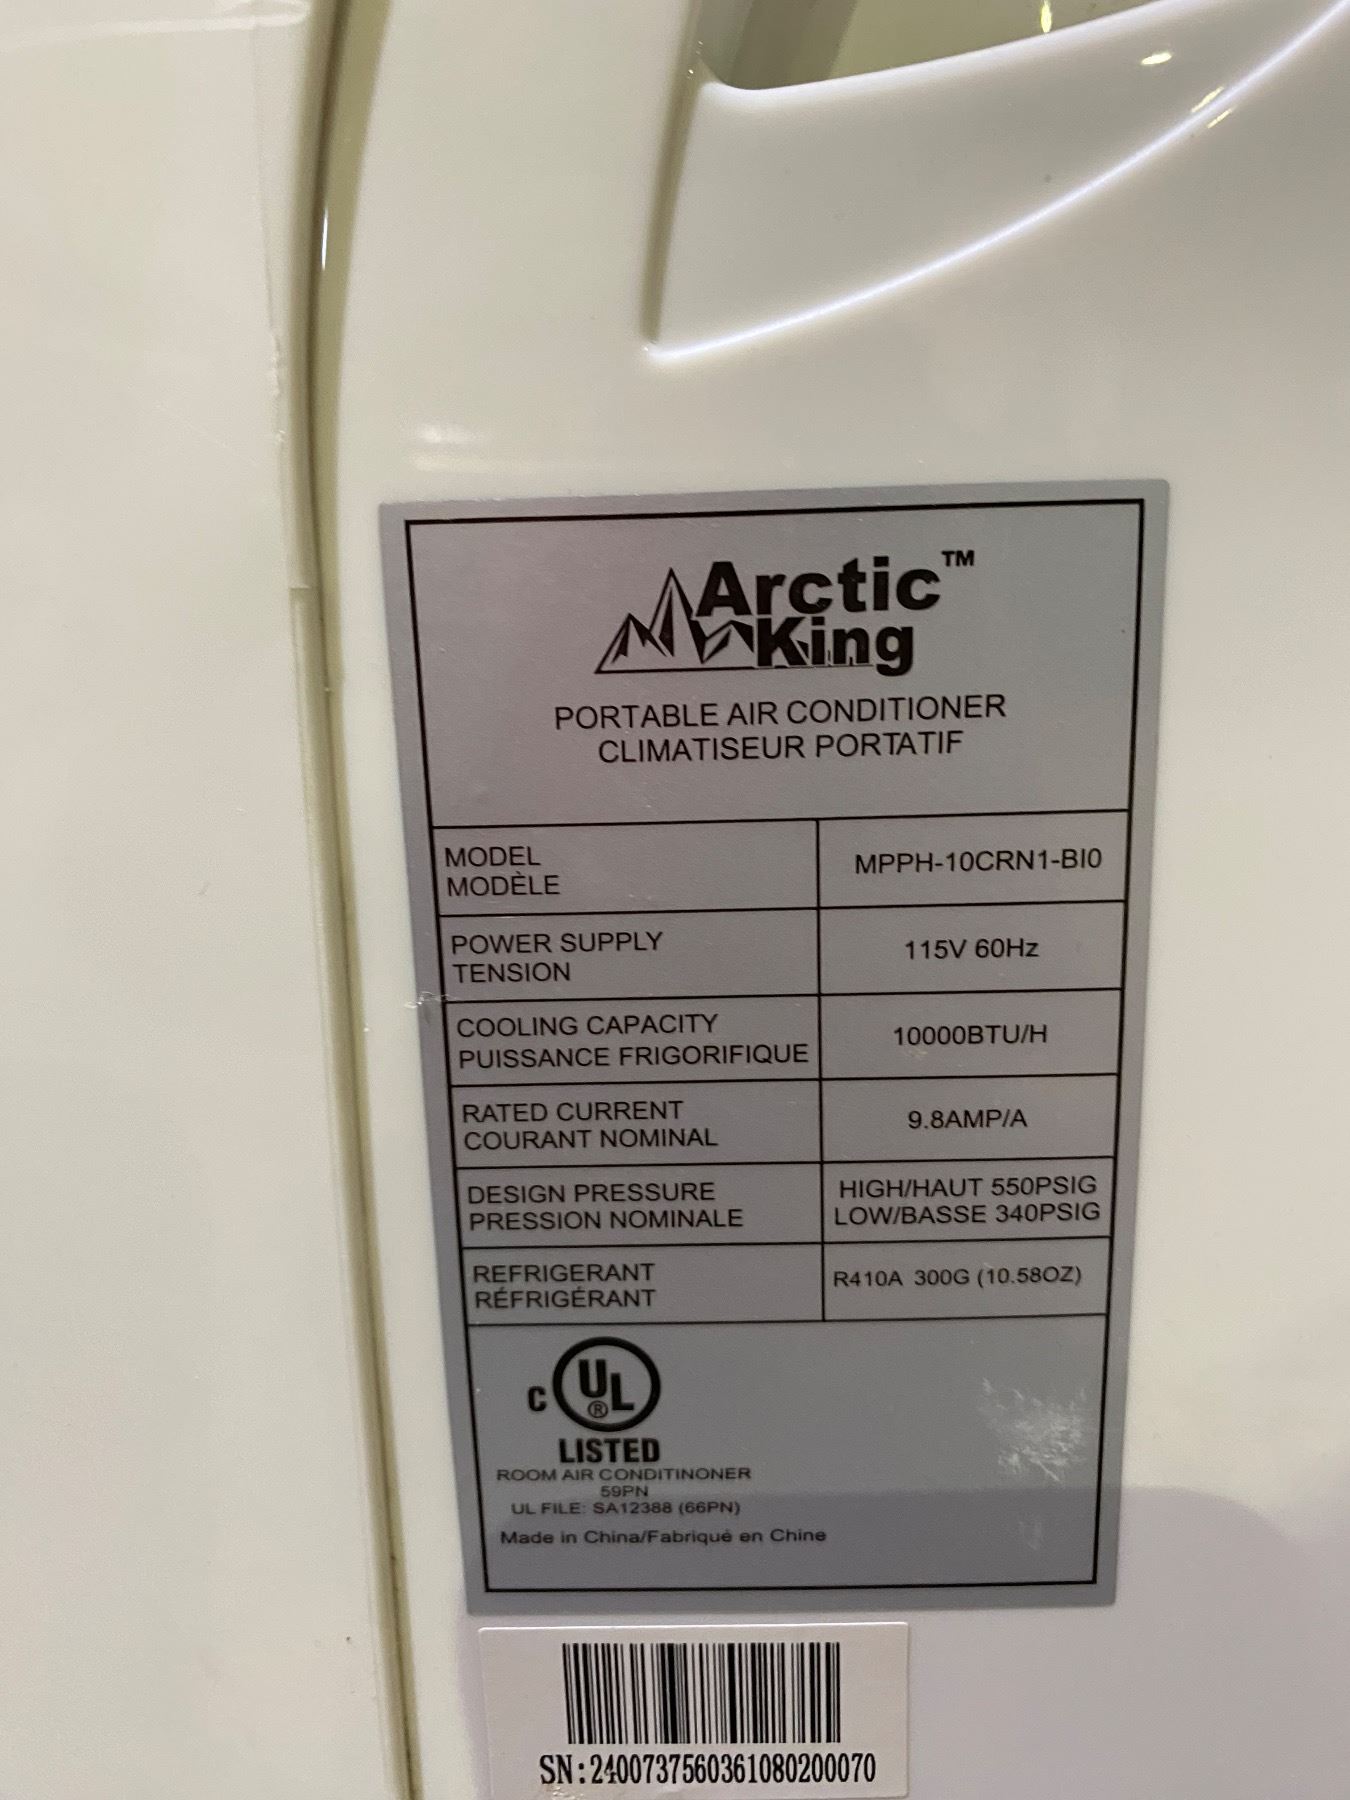 Arctic™
King
PORTABLE AIR CONDITIONER
CLIMATISEUR PORTATIF
MODEL
MODÈLE
MPPH-10CRN1-BI0
POWER SUPPLY
TENSION
115V 60Hz
COOLING CAPACITY
PUISSANCE FRIGORIFIQUE
10000BTU/H
RATED CURRENT
COURANT NOMINAL
9.8AMP/A
DESIGN PRESSURE
PRESSION NOMINALE
HIGH/HAUT 550PSIG
LOW/BASSE 340PSIG
REFRIGERANT
RÉFRIGÉRANT
R410A 300G (10.58OZ)
C UL ®
LISTED
ROOM AIR CONDITINONER
59PN
UL FILE: SA12388 (66PN)
Made in China/Fabriqué en Chine
SN:2400737560361080200070